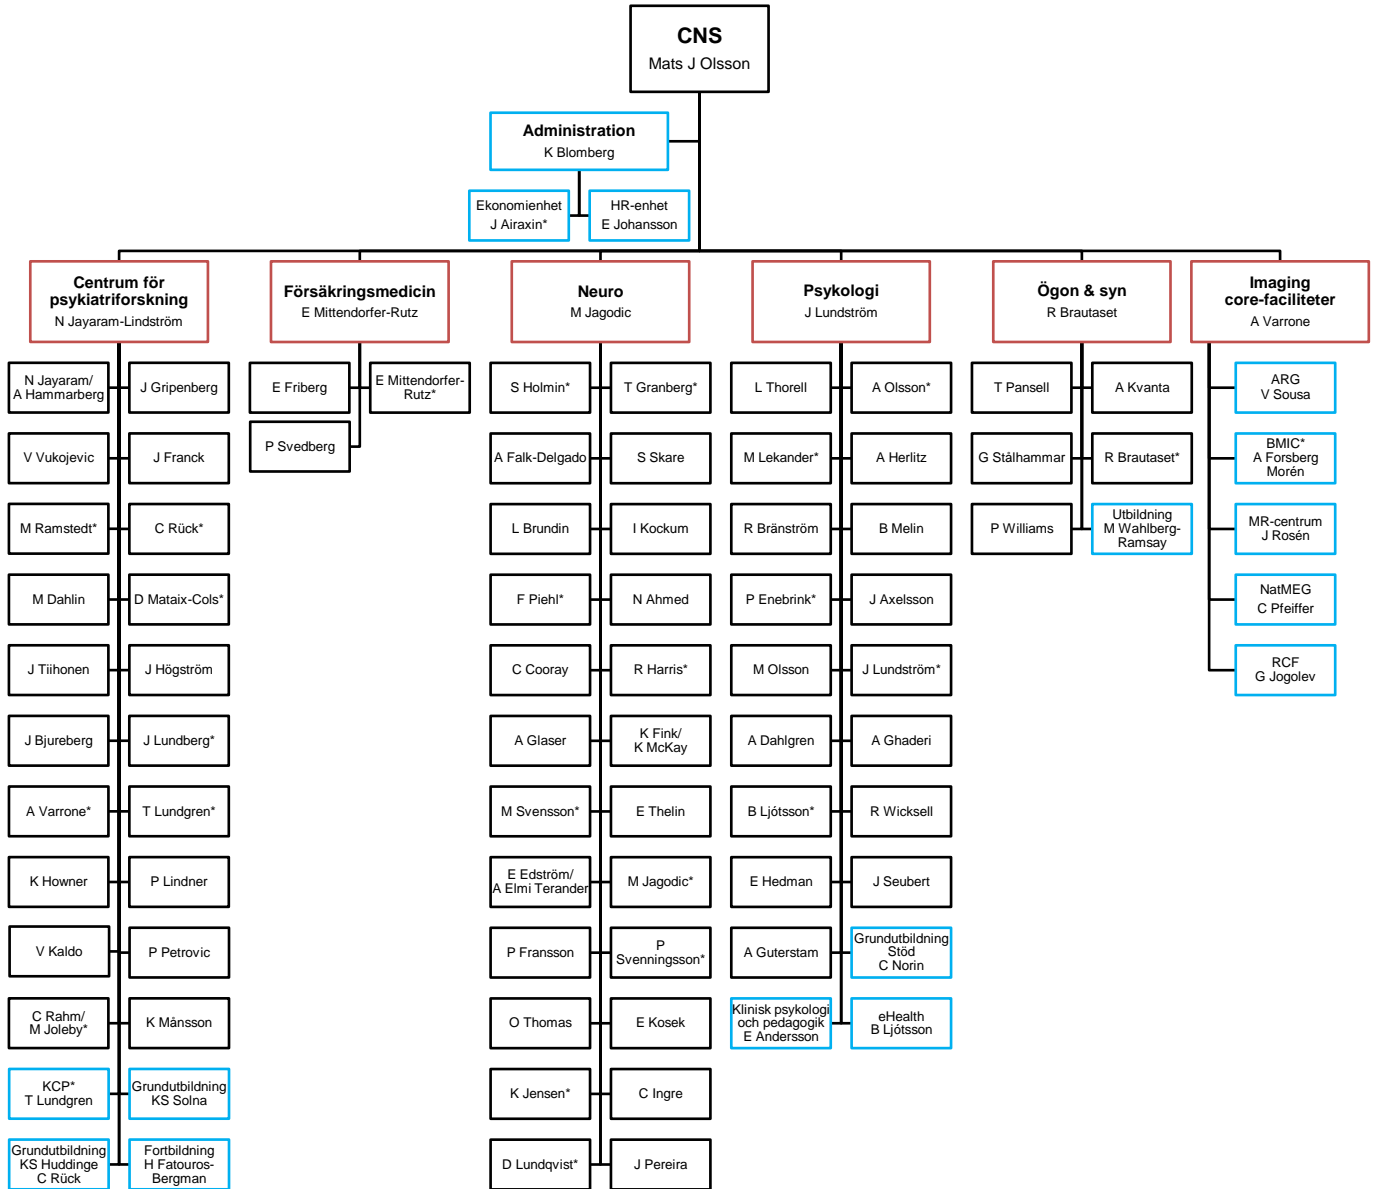 CNS
Mats J Olsson
Administration
K Blomberg
Ekonomienhet
J Airaxin*
HR-enhet
E Johansson
Centrum för
psykiatriforskning
N Jayaram-Lindström
Försäkringsmedicin
E Mittendorfer-Rutz
Neuro
M Jagodic
Psykologi
J Lundström
Ögon & syn
R Brautaset
Imaging
core-faciliteter
A Varrone
N Jayaram/
A Hammarberg
J Gripenberg
V Vukojevic
J Franck
M Ramstedt*
C Rück*
M Dahlin
D Mataix-Cols*
J Tiihonen
J Högström
J Bjureberg
J Lundberg*
A Varrone*
T Lundgren*
K Howner
P Lindner
V Kaldo
P Petrovic
C Rahm/
M Joleby*
K Månsson
KCP*
T Lundgren
Grundutbildning
KS Solna
Grundutbildning
KS Huddinge
C Rück
Fortbildning
H Fatouros-
Bergman
E Friberg
E Mittendorfer-
Rutz*
P Svedberg
S Holmin*
T Granberg*
A Falk-Delgado
S Skare
L Brundin
I Kockum
F Piehl*
N Ahmed
C Cooray
R Harris*
A Glaser
K Fink/
K McKay
M Svensson*
E Thelin
E Edström/
A Elmi Terander
M Jagodic*
P Fransson
P
Svenningsson*
O Thomas
E Kosek
K Jensen*
C Ingre
D Lundqvist*
J Pereira
L Thorell
A Olsson*
M Lekander*
A Herlitz
R Bränström
B Melin
P Enebrink*
J Axelsson
M Olsson
J Lundström*
A Dahlgren
A Ghaderi
B Ljótsson*
R Wicksell
E Hedman
J Seubert
A Guterstam
Grundutbildning
Stöd
C Norin
Klinisk psykologi
och pedagogik
E Andersson
eHealth
B Ljótsson
T Pansell
A Kvanta
G Stålhammar
R Brautaset*
P Williams
Utbildning
M Wahlberg-
Ramsay
ARG
V Sousa
BMIC*
A Forsberg
Morén
MR-centrum
J Rosén
NatMEG
C Pfeiffer
RCF
G Jogolev